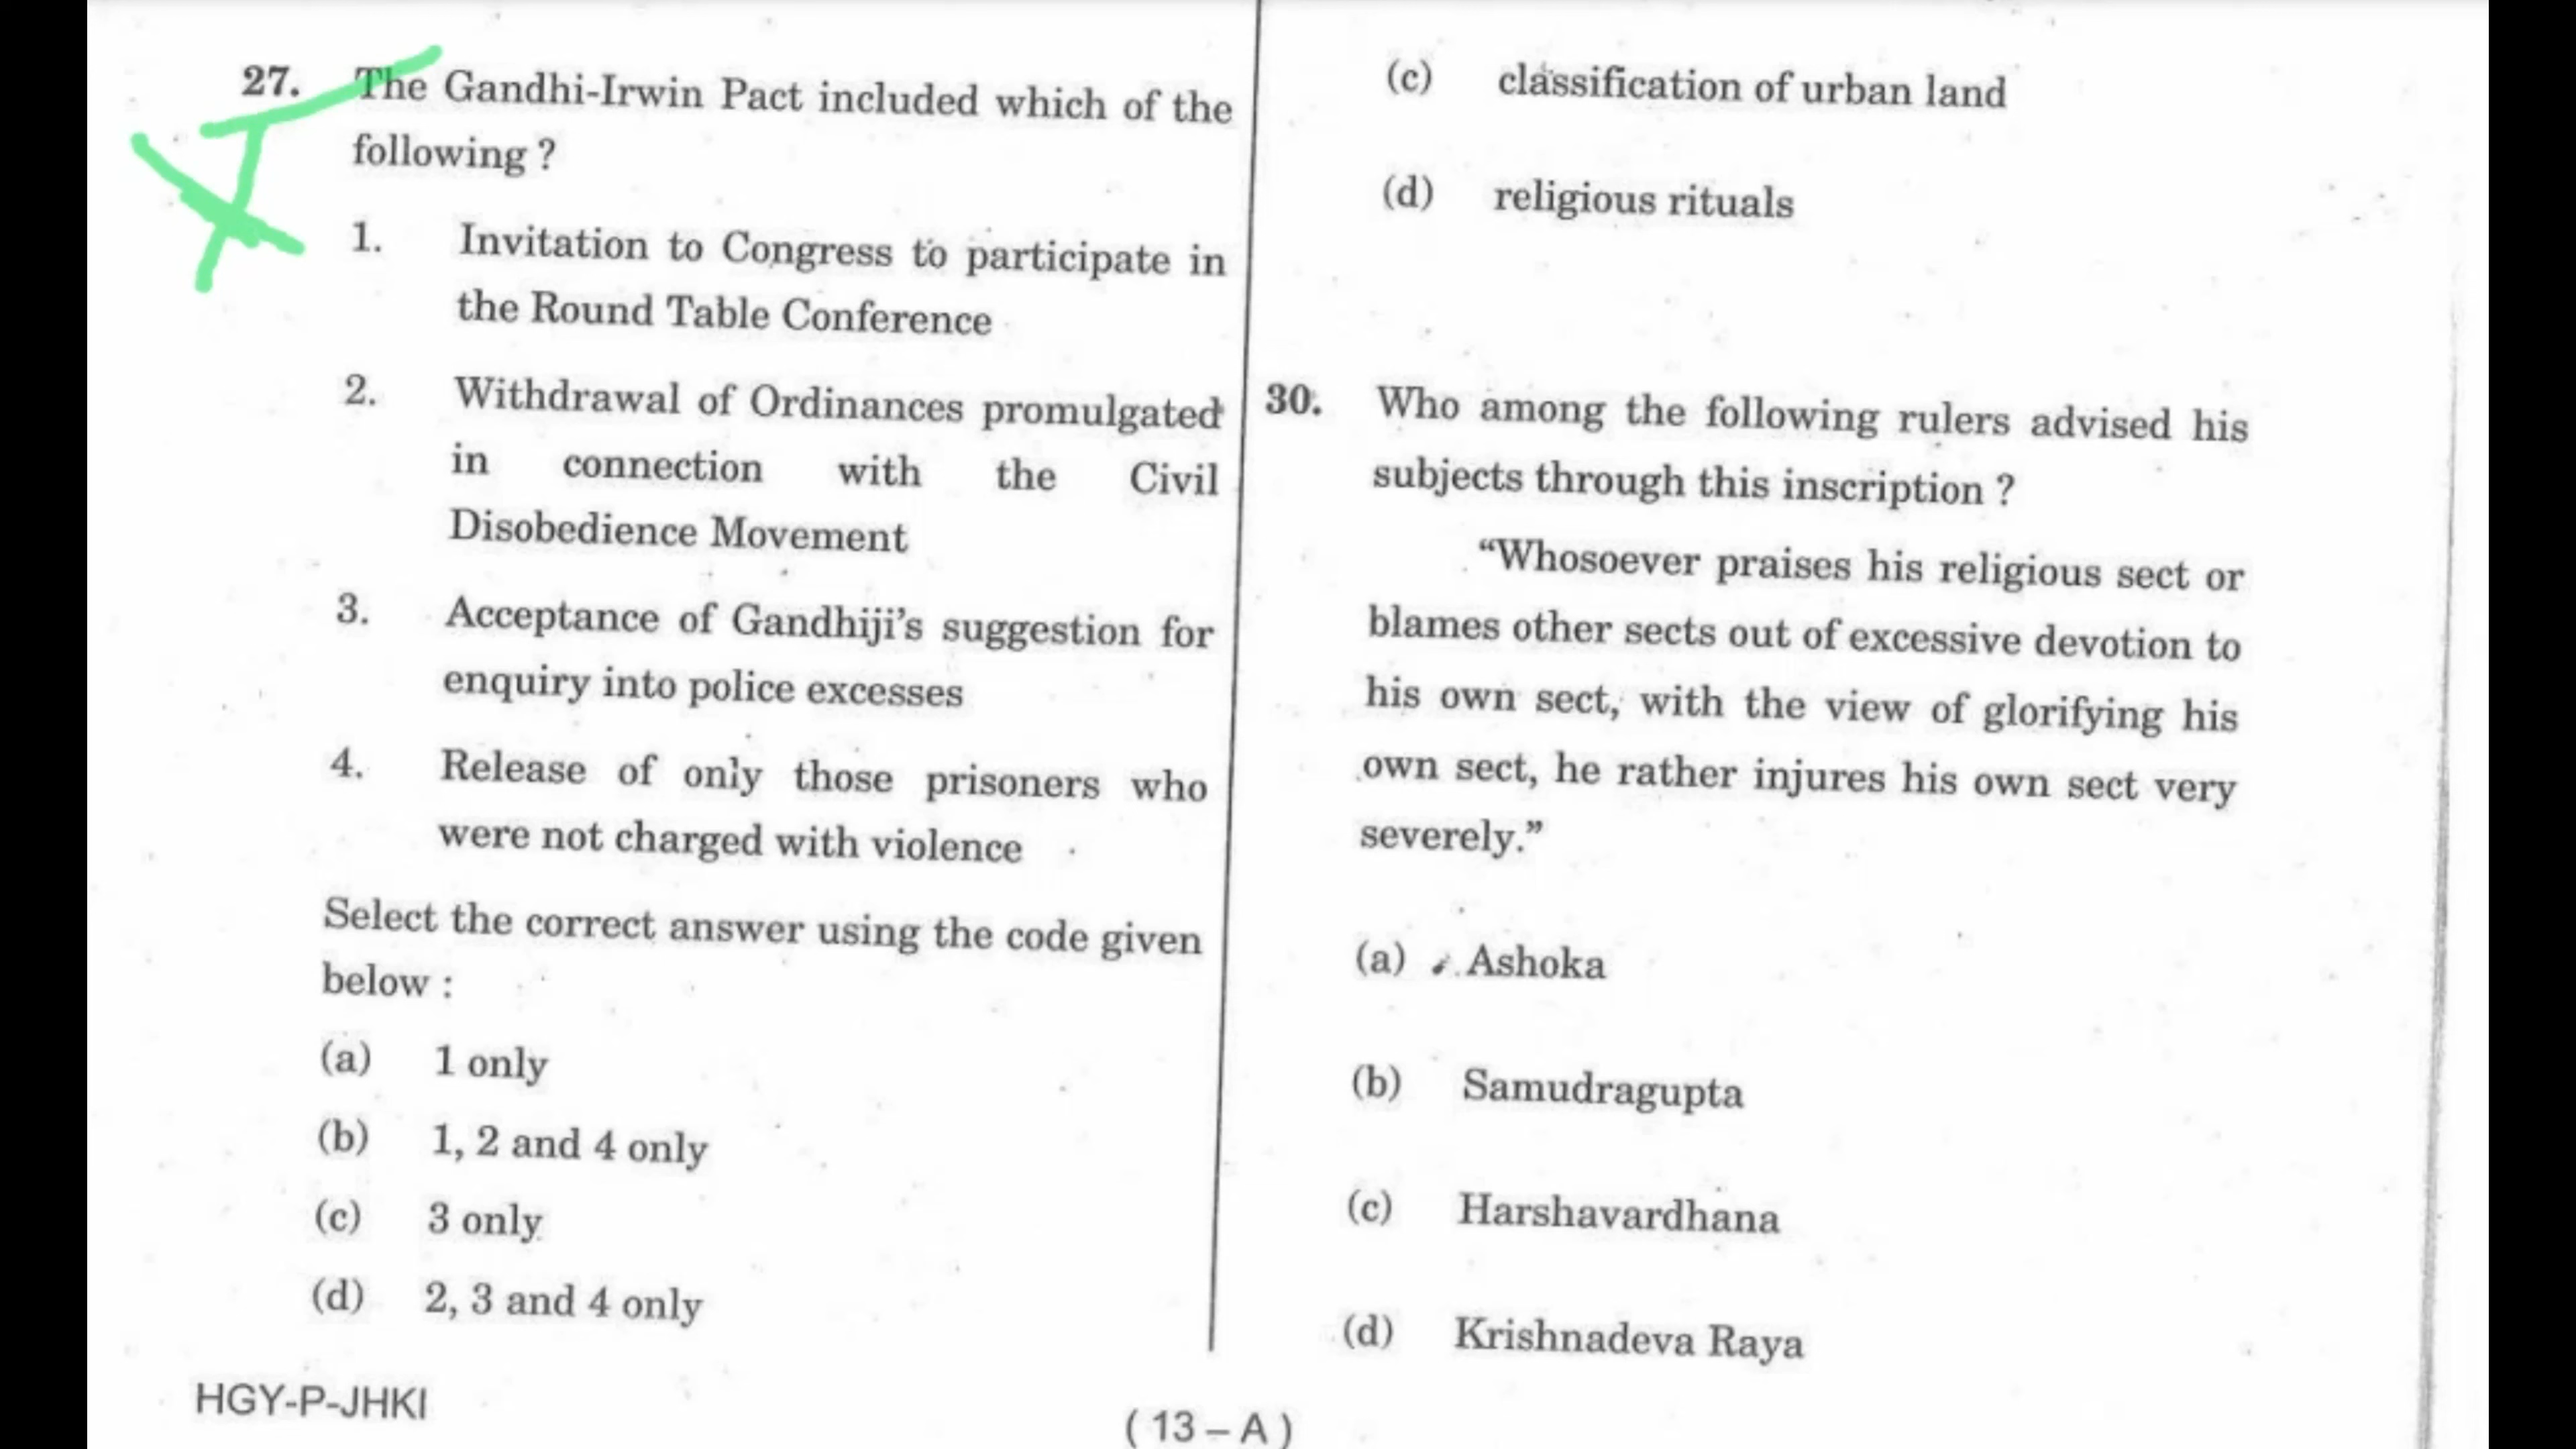 27. The Gandhi-Irwin Pact included which of the
following ?
1. Invitation to Congress to participate in
the Round Table Conference
2. Withdrawal of Ordinances promulgated
in connection with the Civil
Disobedience Movement
3. Acceptance of Gandhiji's suggestion for
enquiry into police excesses
4. Release of only those prisoners who
were not charged with violence
Select the correct answer using the code given
below :
(a) 1 only
(b) 1, 2 and 4 only
(c) 3 only
(d) 2, 3 and 4 only
(c) classification of urban land
(d) religious rituals
30. Who among the following rulers advised his
subjects through this inscription ?
“Whosoever praises his religious sect or
blames other sects out of excessive devotion to
his own sect, with the view of glorifying his
own sect, he rather injures his own sect very
severely.”
(a) Ashoka
(b) Samudragupta
(c) Harshavardhana
(d) Krishnadeva Raya
HGY-P-JHKI
( 13 – A )